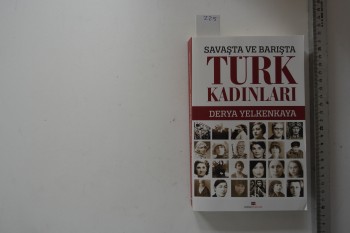 SAVAŞTA VE BARIŞTA
TÜRK
KADINLARI
DERYA YELKENKAYA